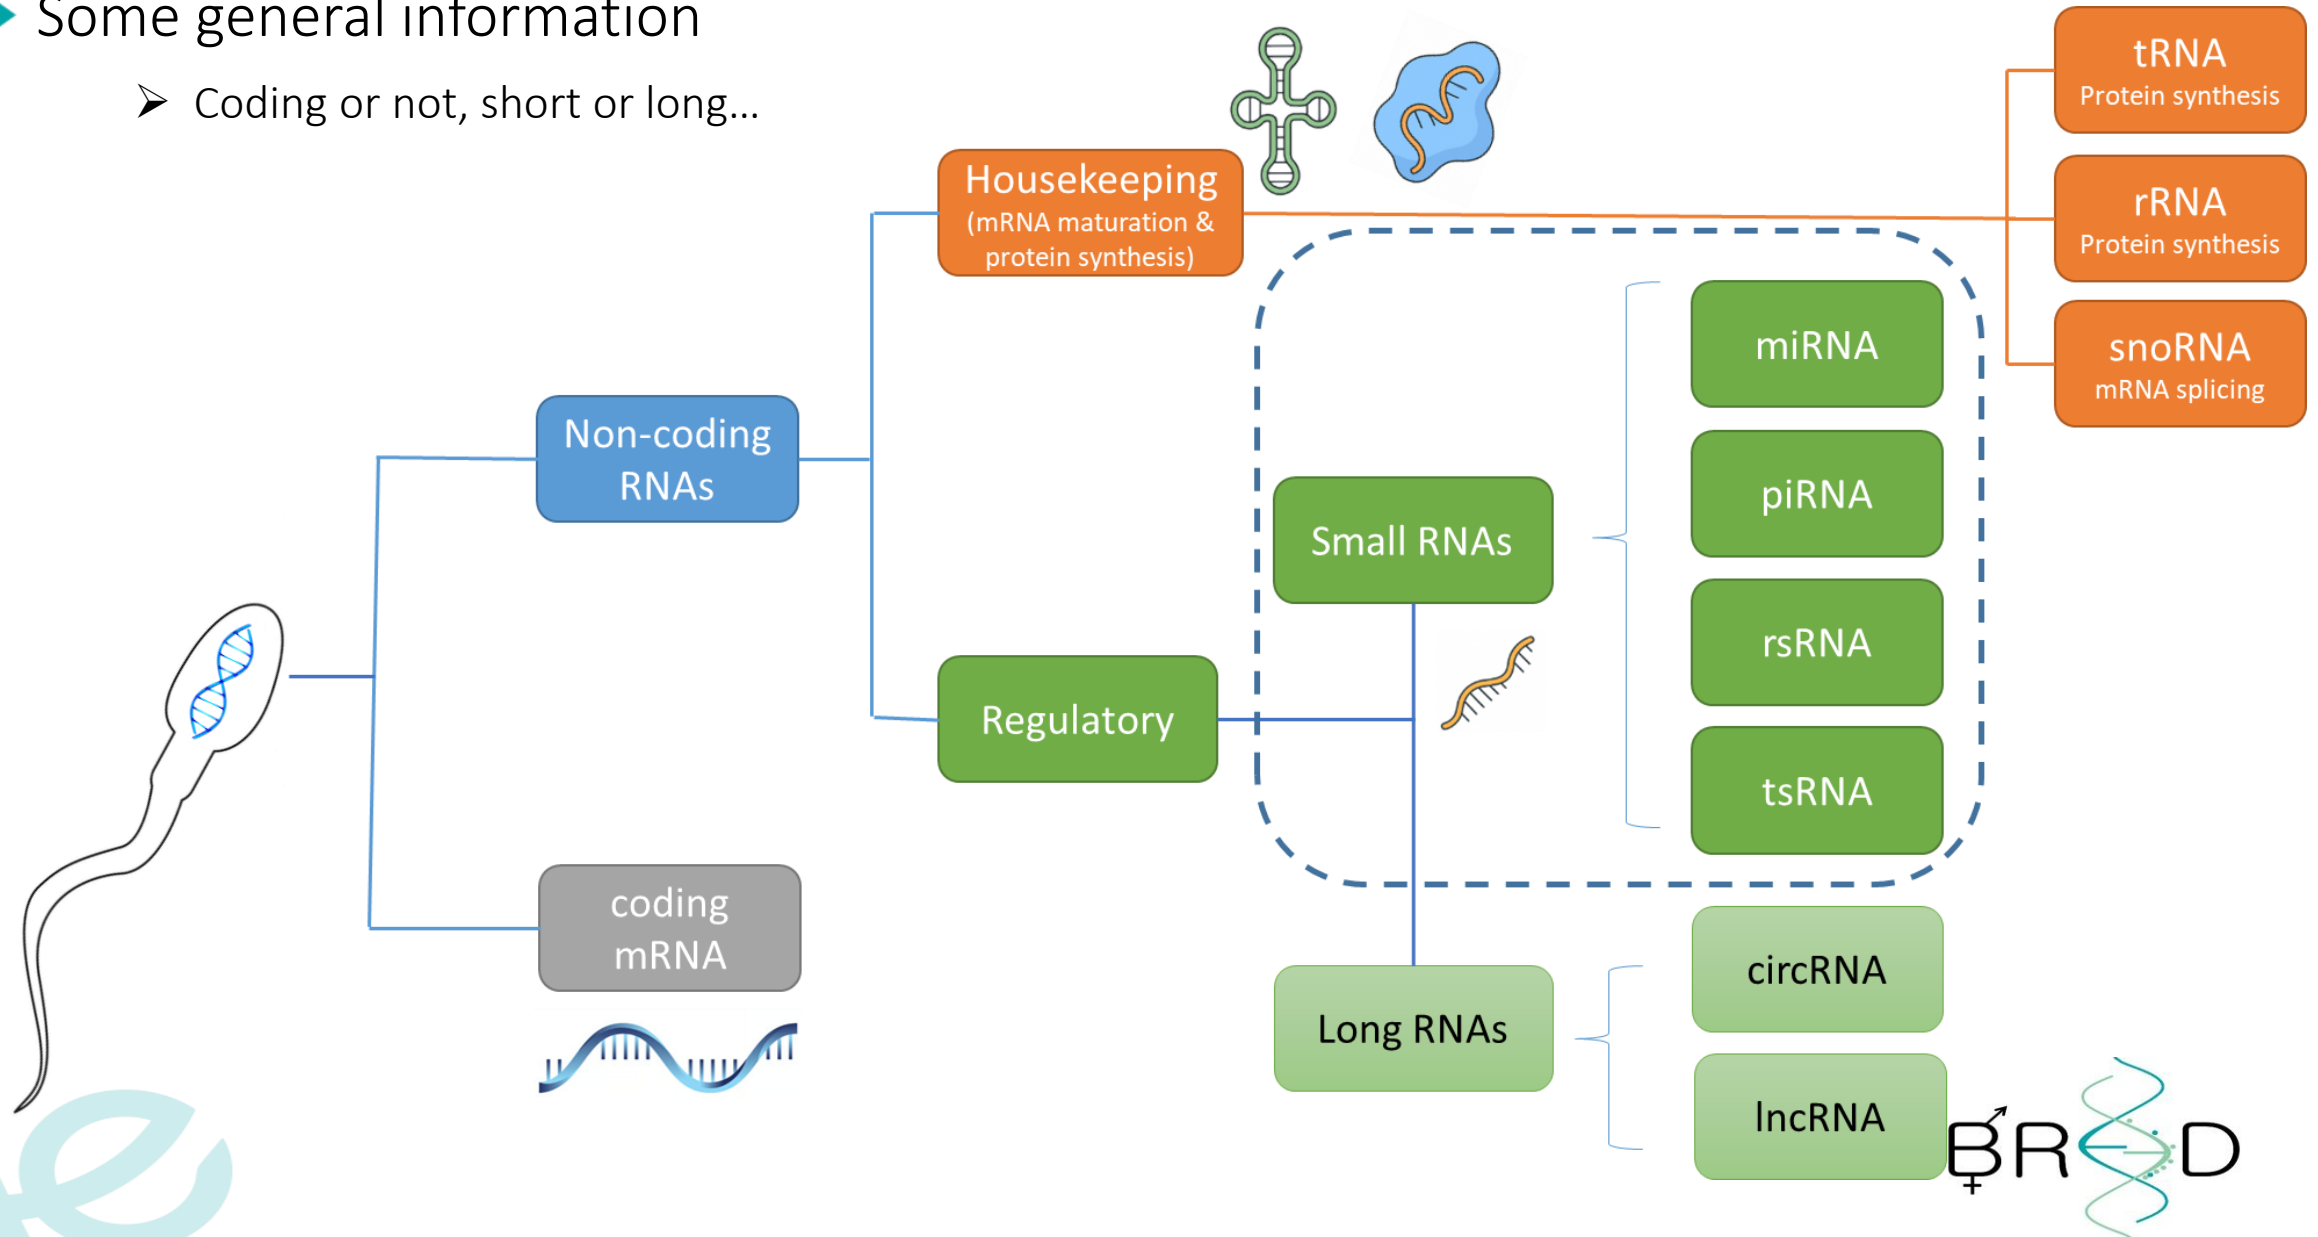 Some general information
Coding or not, short or long...
tRNA
Protein synthesis
Housekeeping
(mRNA maturation &
protein synthesis)
rRNA
Protein synthesis
snoRNA
mRNA splicing
miRNA
Non-coding
RNAs
piRNA
Small RNAs
rsRNA
Regulatory
tsRNA
coding
mRNA
circRNA
Long RNAs
lncRNA
BREED